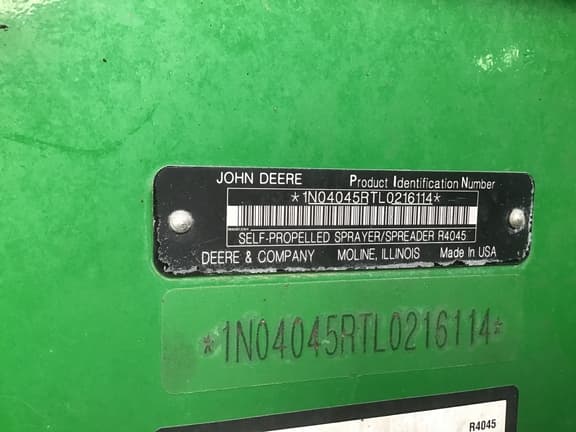 JOHN DEERE Product Identification Number
*1N04045RTL0216114*
SELF-PROPELLED SPRAYER/SPREADER R4045
DEERE & COMPANY MOLINE, ILLINOIS Made In USA
*1N04045RTL0216114*
R4045